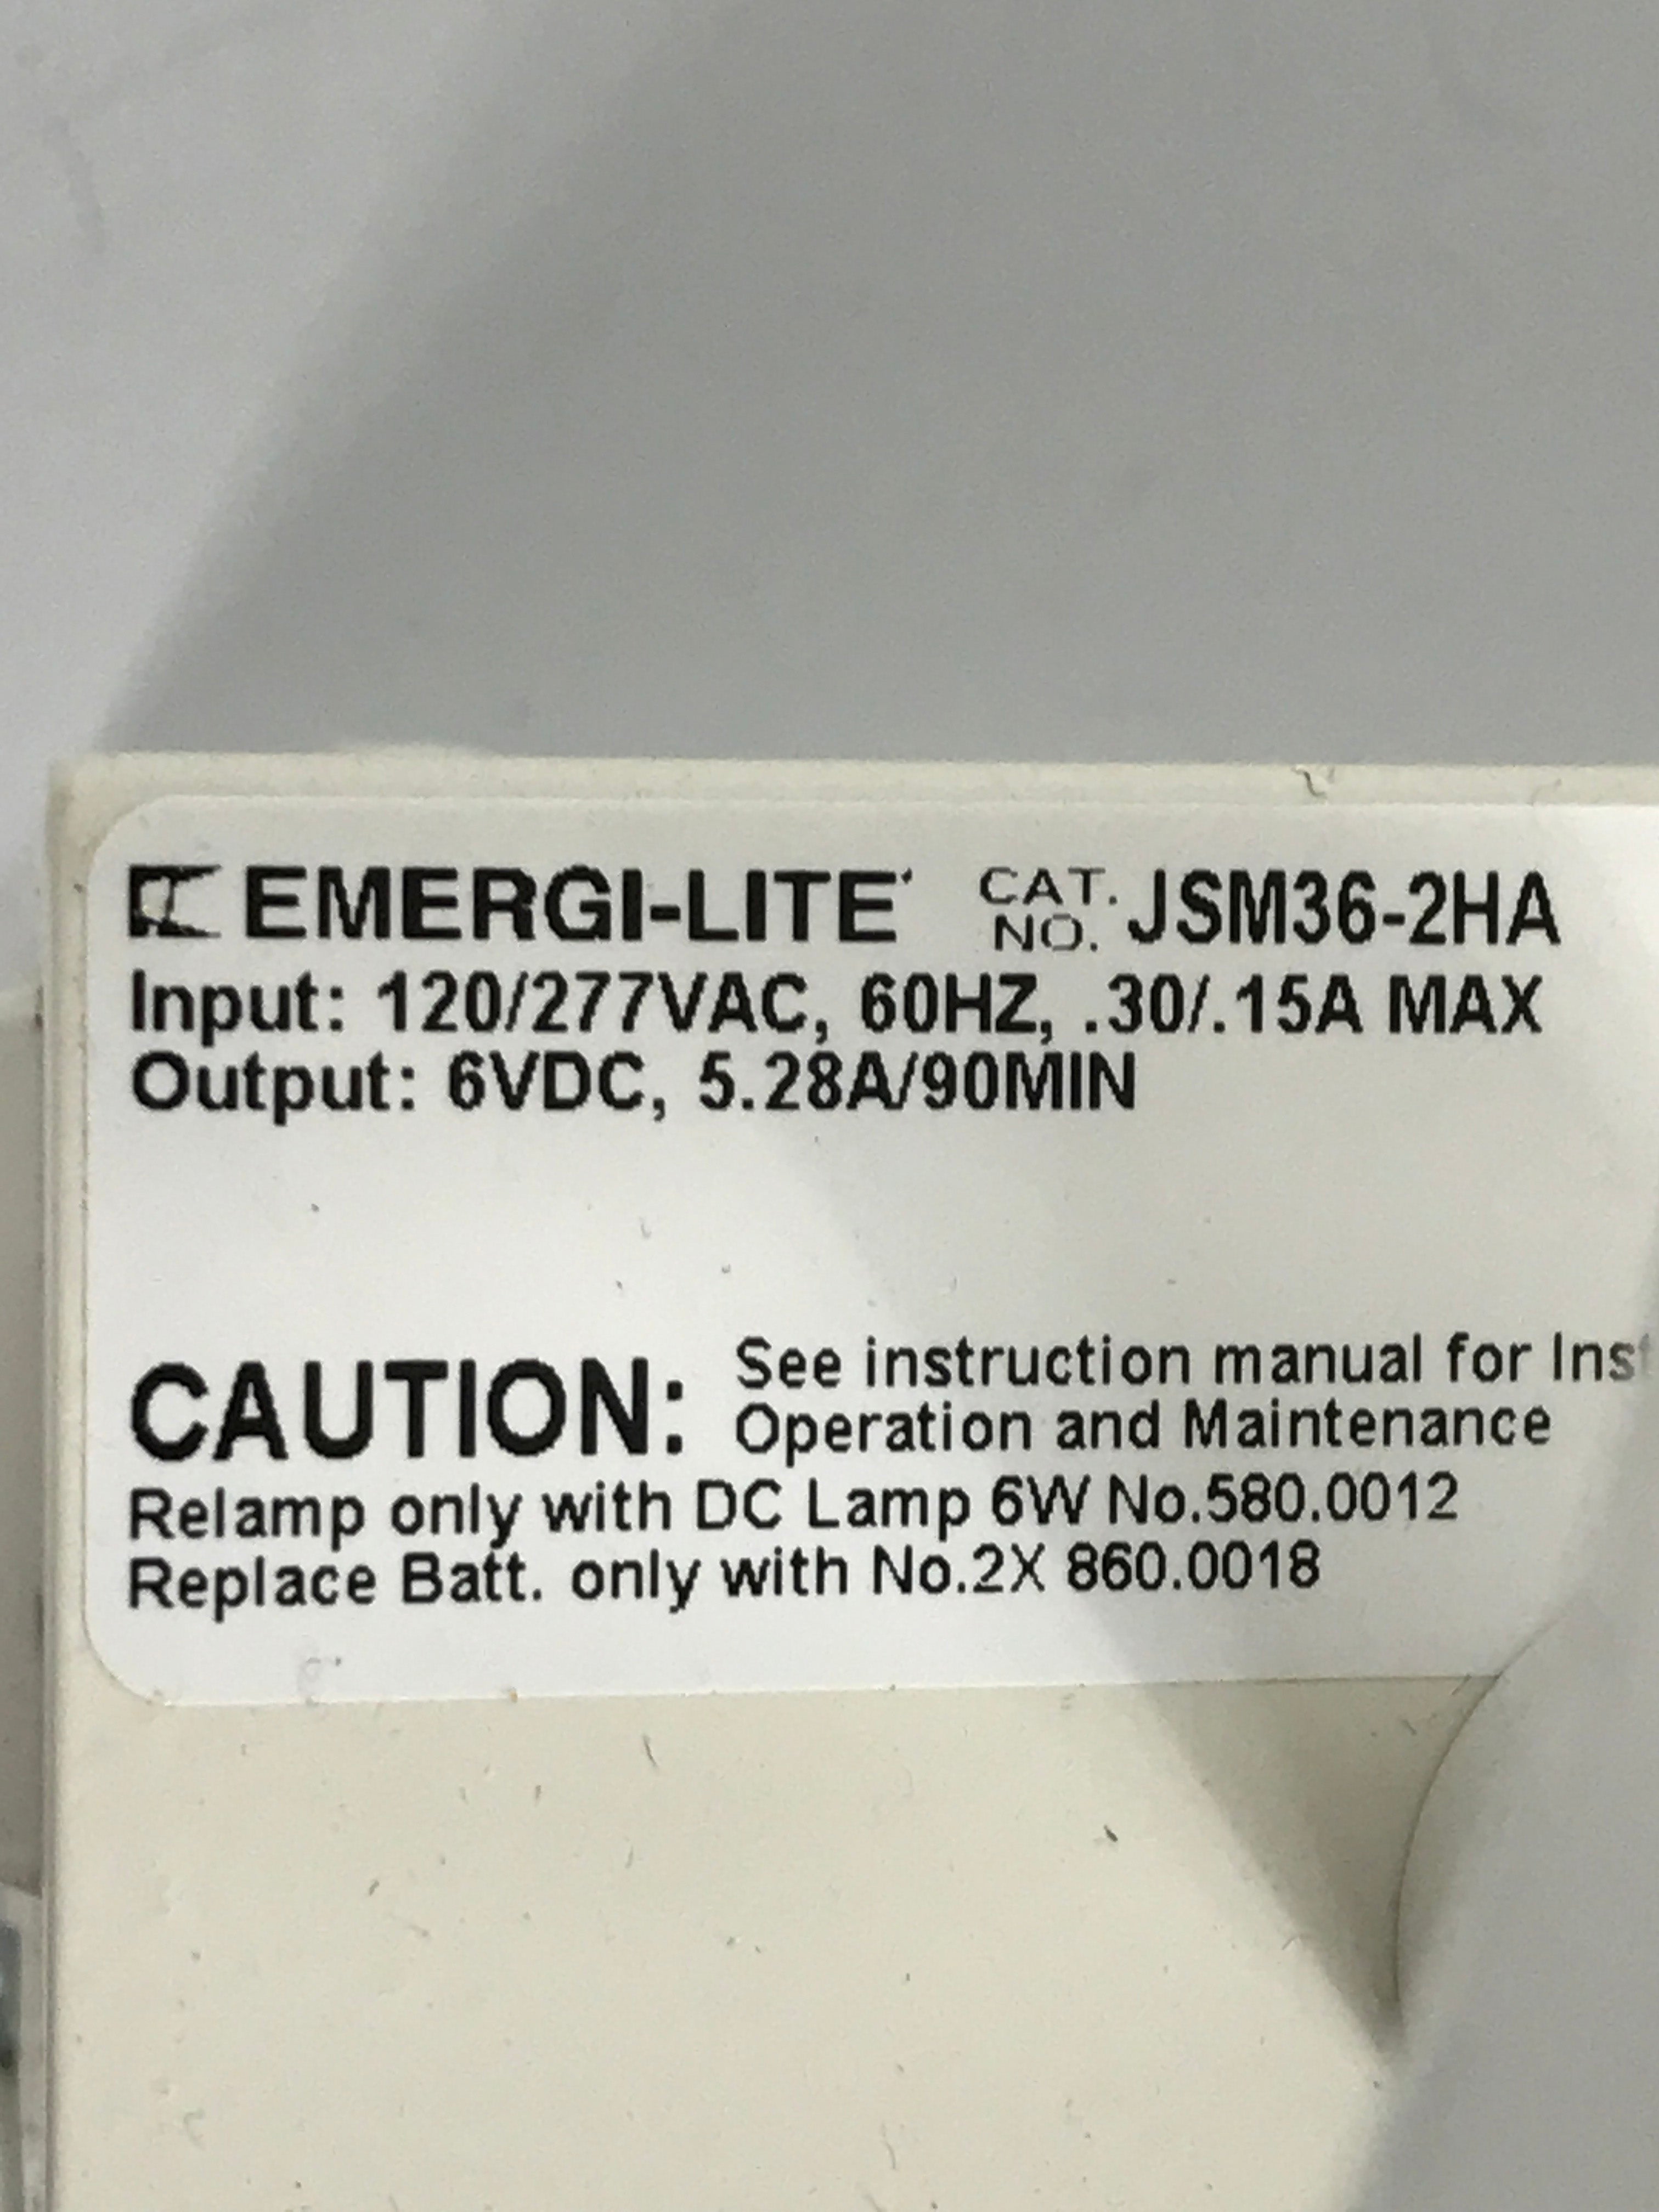 EMERGI-LITE CAT. NO. JSM36-2HA
Input: 120/277VAC, 60HZ, .30/.15A MAX
Output: 6VDC, 5.28A/90MIN
CAUTION: See instruction manual for
Operation and Maintenance
Relamp only with DC Lamp 6W No.580.0012
Replace Batt. only with No.2X 860.0018